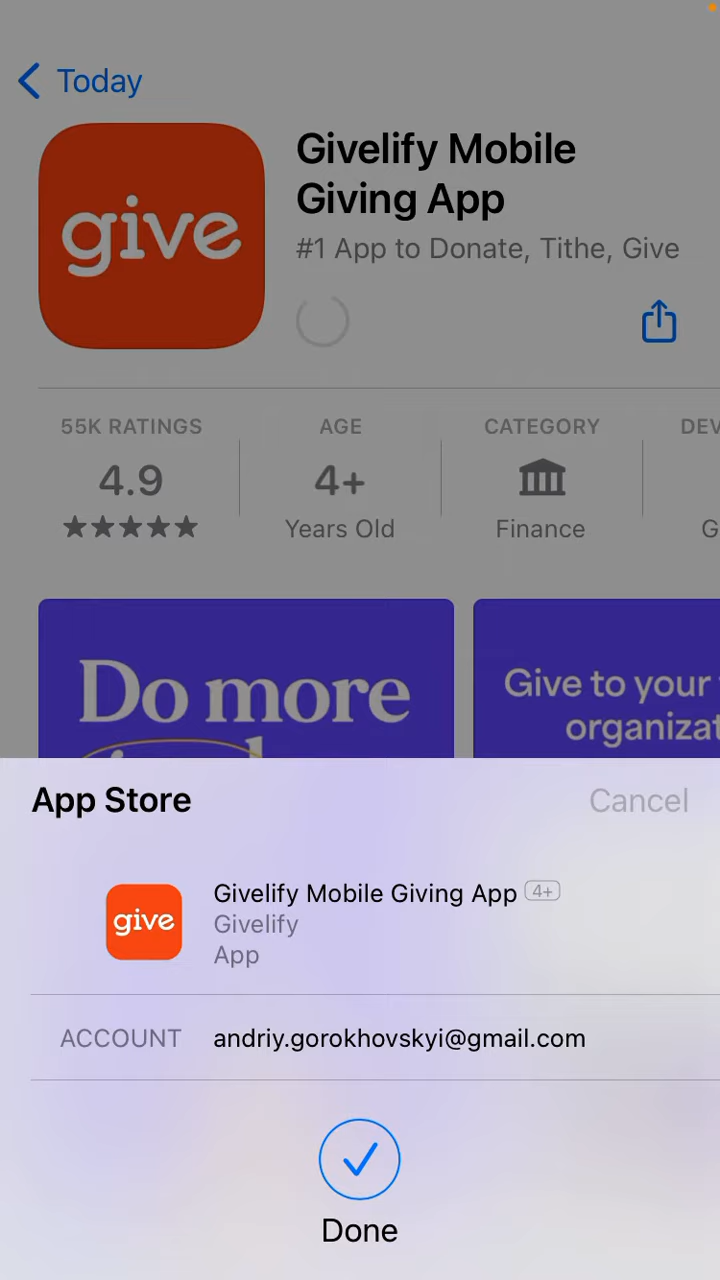 Today
give
Givelify Mobile
Giving App
#1 App to Donate, Tithe, Give
55K RATINGS
4.9
AGE
4+
Years Old
CATEGORY
Finance
DEV
G
Do more
Give to your
organizat
App Store
Cancel
give
Givelify Mobile Giving App 4+
Givelify
App
ACCOUNT andriy.gorokhovskyi@gmail.com
Done